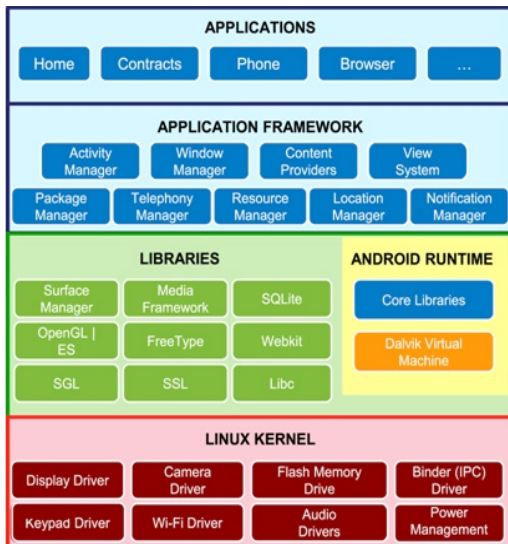 APPLICATIONS
Home
Contracts
Phone
Browser
...
APPLICATION FRAMEWORK
Activity
Manager
Window
Manager
Content
Providers
View
System
Package
Manager
Telephony
Manager
Resource
Manager
Location
Manager
Notification
Manager
LIBRARIES
Surface
Manager
Media
Framework
SQLite
OpenGL |
ES
FreeType
Webkit
SGL
SSL
Libc
ANDROID RUNTIME
Core Libraries
Dalvik Virtual
Machine
LINUX KERNEL
Display Driver
Camera
Driver
Flash Memory
Drive
Binder (IPC)
Driver
Keypad Driver
Wi-Fi Driver
Audio
Drivers
Power
Management